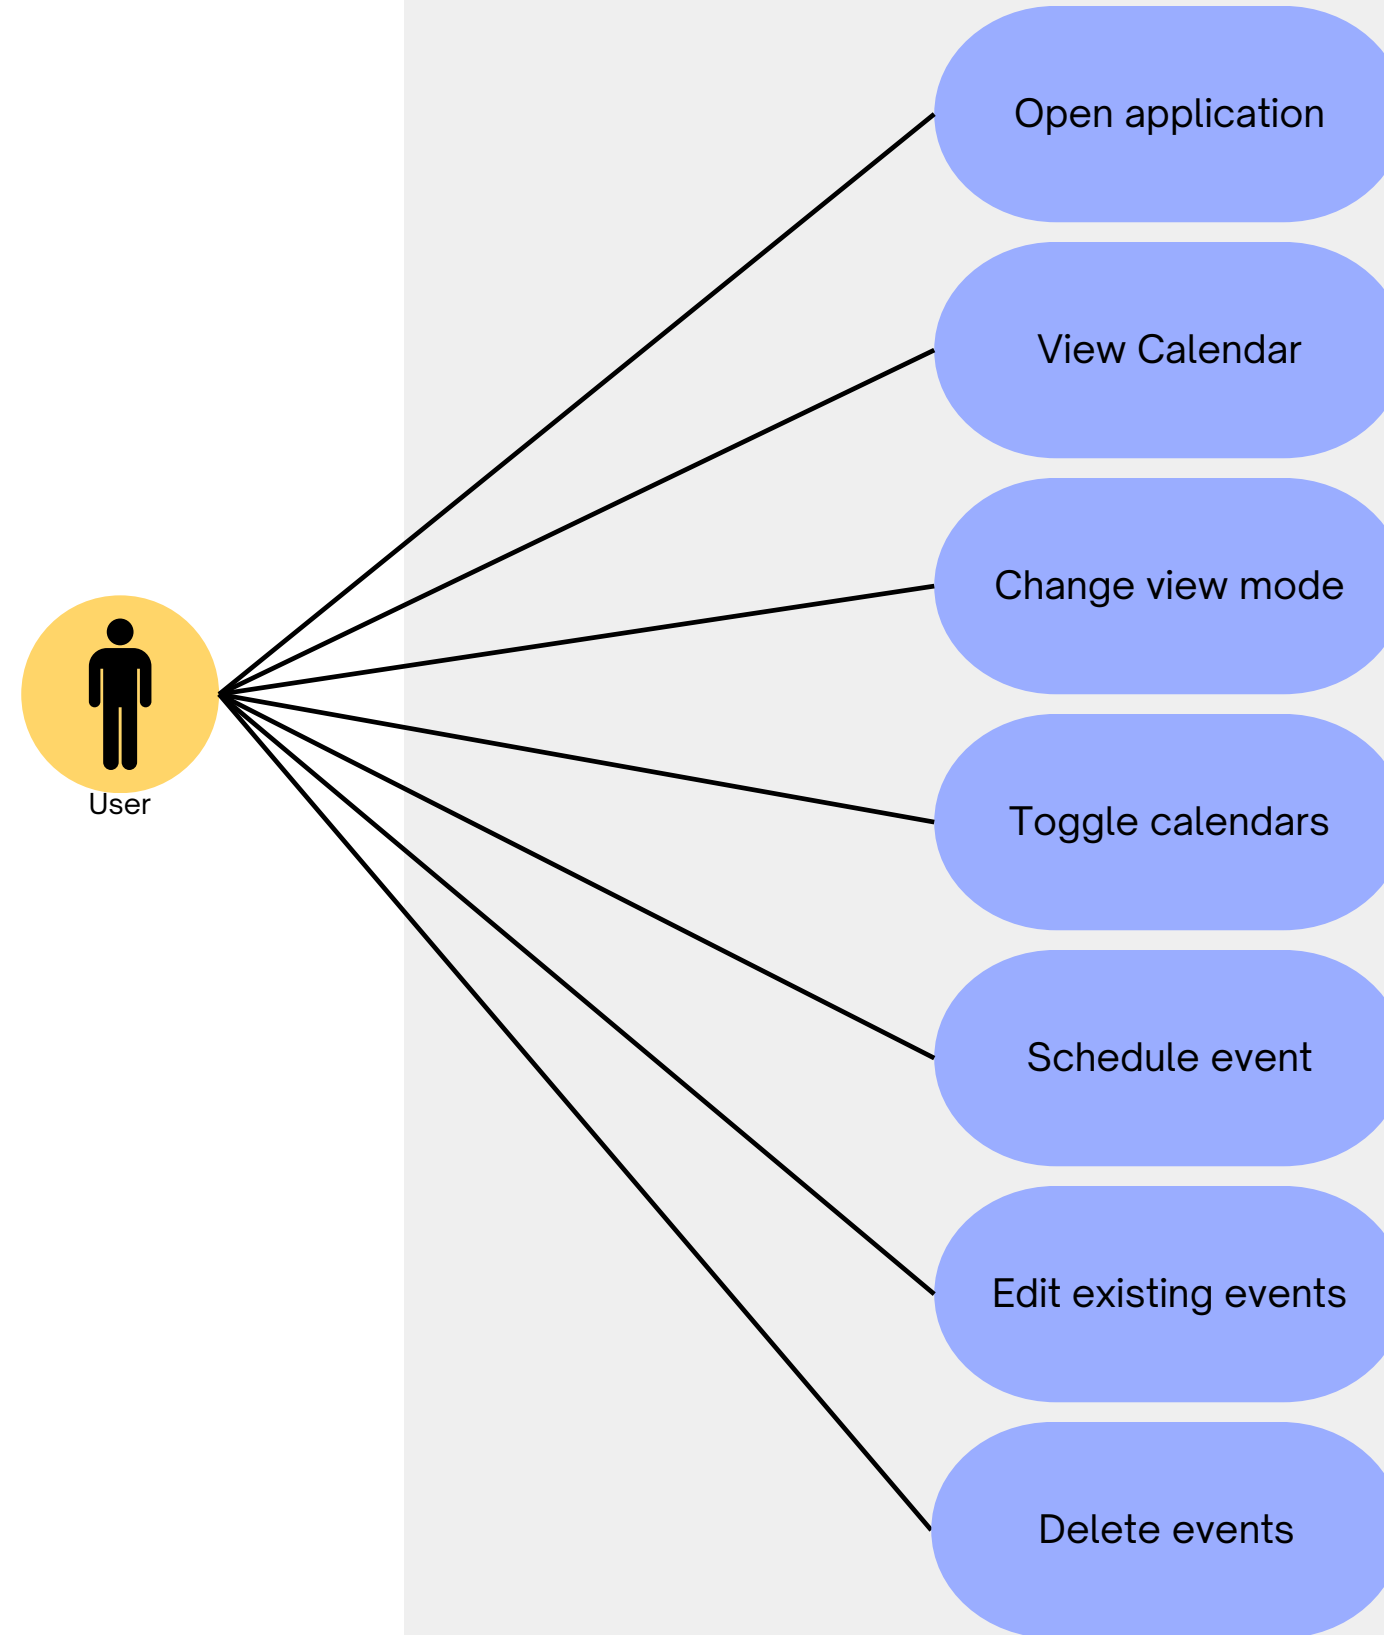 Open application
View Calendar
Change view mode
User
Toggle calendars
Schedule event
Edit existing events
Delete events